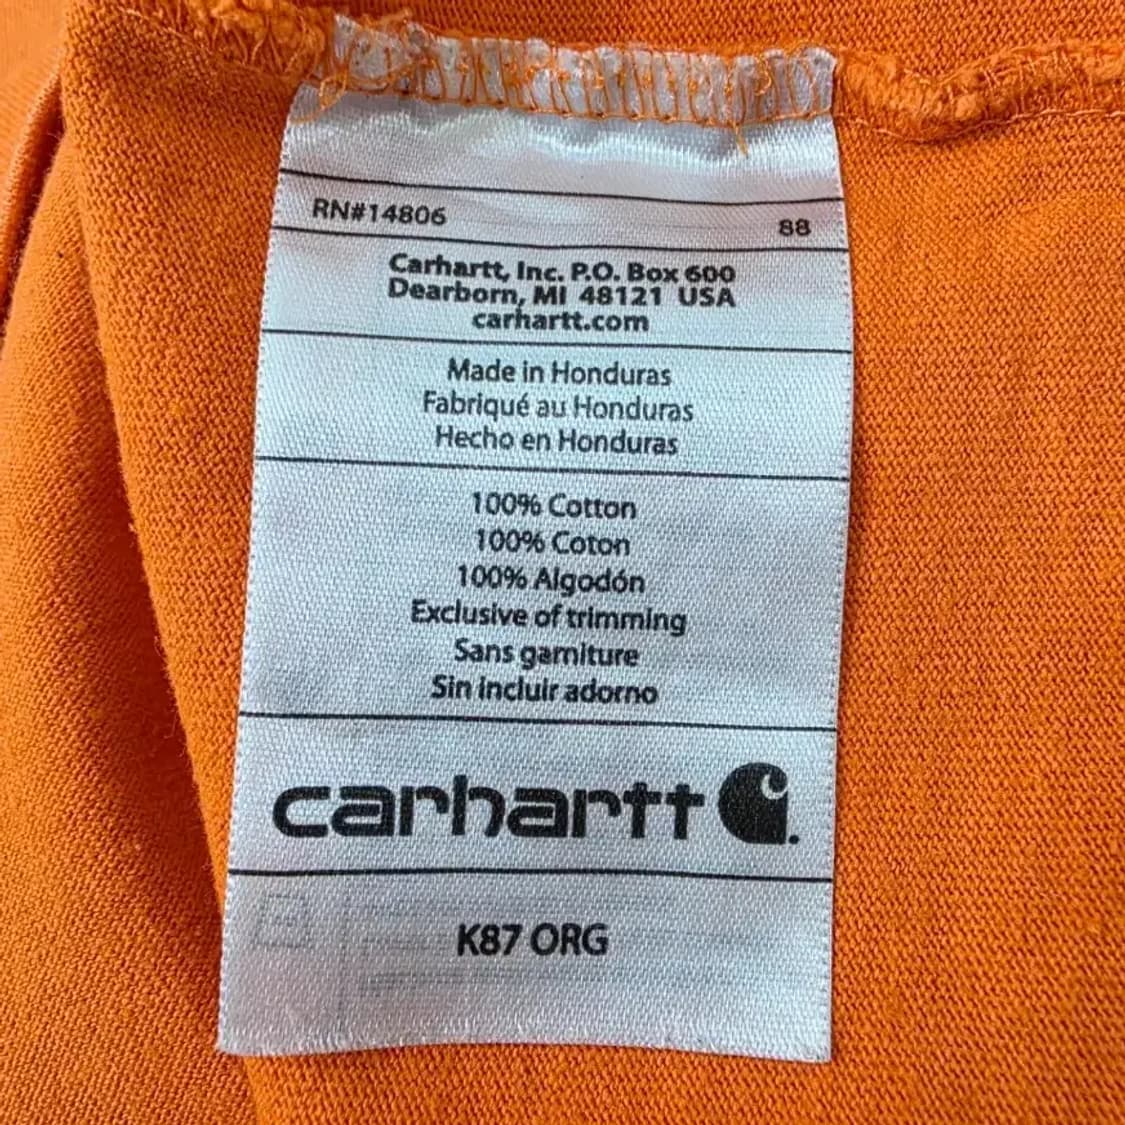 RN#14806 88
Carhartt, Inc. P.O. Box 600
Dearborn, MI 48121 USA
carhartt.com
Made in Honduras
Fabriqué au Honduras
Hecho en Honduras
100% Cotton
100% Coton
100% Algodón
Exclusive of trimming
Sans garniture
Sin incluir adorno
carhartt
K87 ORG